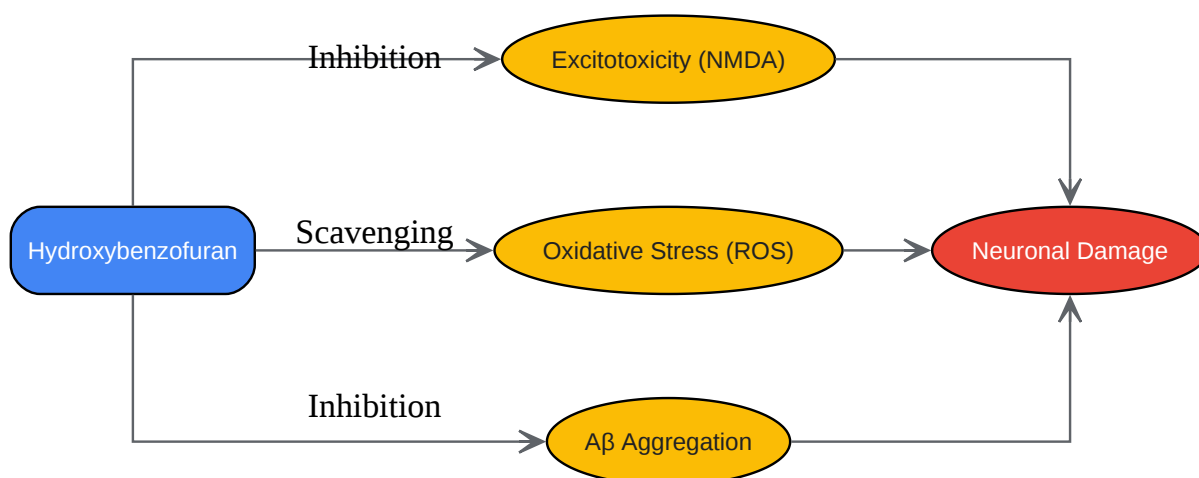 Inhibition
Excitotoxicity (NMDA)
Hydroxybenzofuran
Scavenging
Oxidative Stress (ROS)
Neuronal Damage
Inhibition
Aβ Aggregation